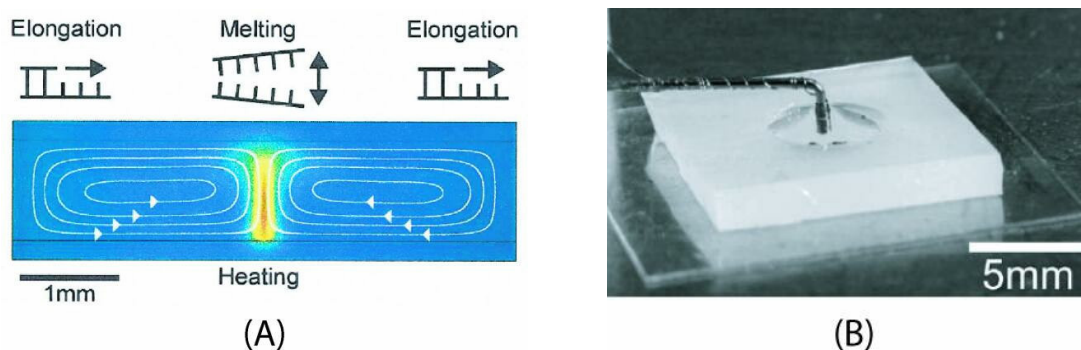 Elongation
Melting
Elongation
Heating
1mm
5mm
(A)
(B)